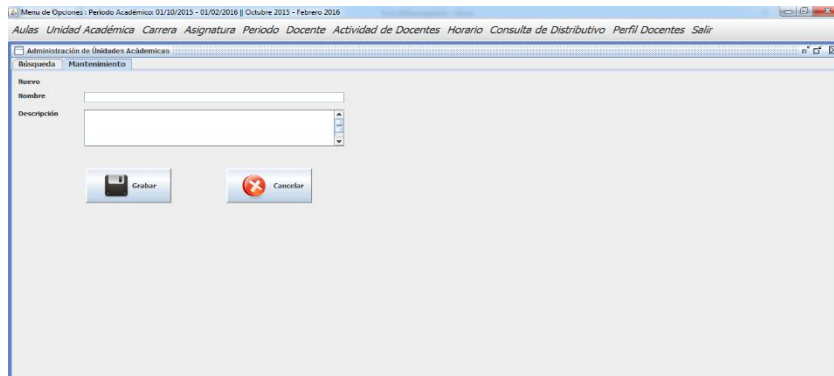 Menu de Opciones : Periodo Académico: 01/10/2015 - 01/02/2016 || Octubre 2015 - Febrero 2016
Aulas Unidad Académica Carrera Asignatura Periodo Docente Actividad de Docentes Horario Consulta de Distributivo Perfil Docentes Salir
Administración de Unidades Acádemicas
Búsqueda Mantenimiento
Nuevo
Nombre
Descripción
Grabar Cancelar